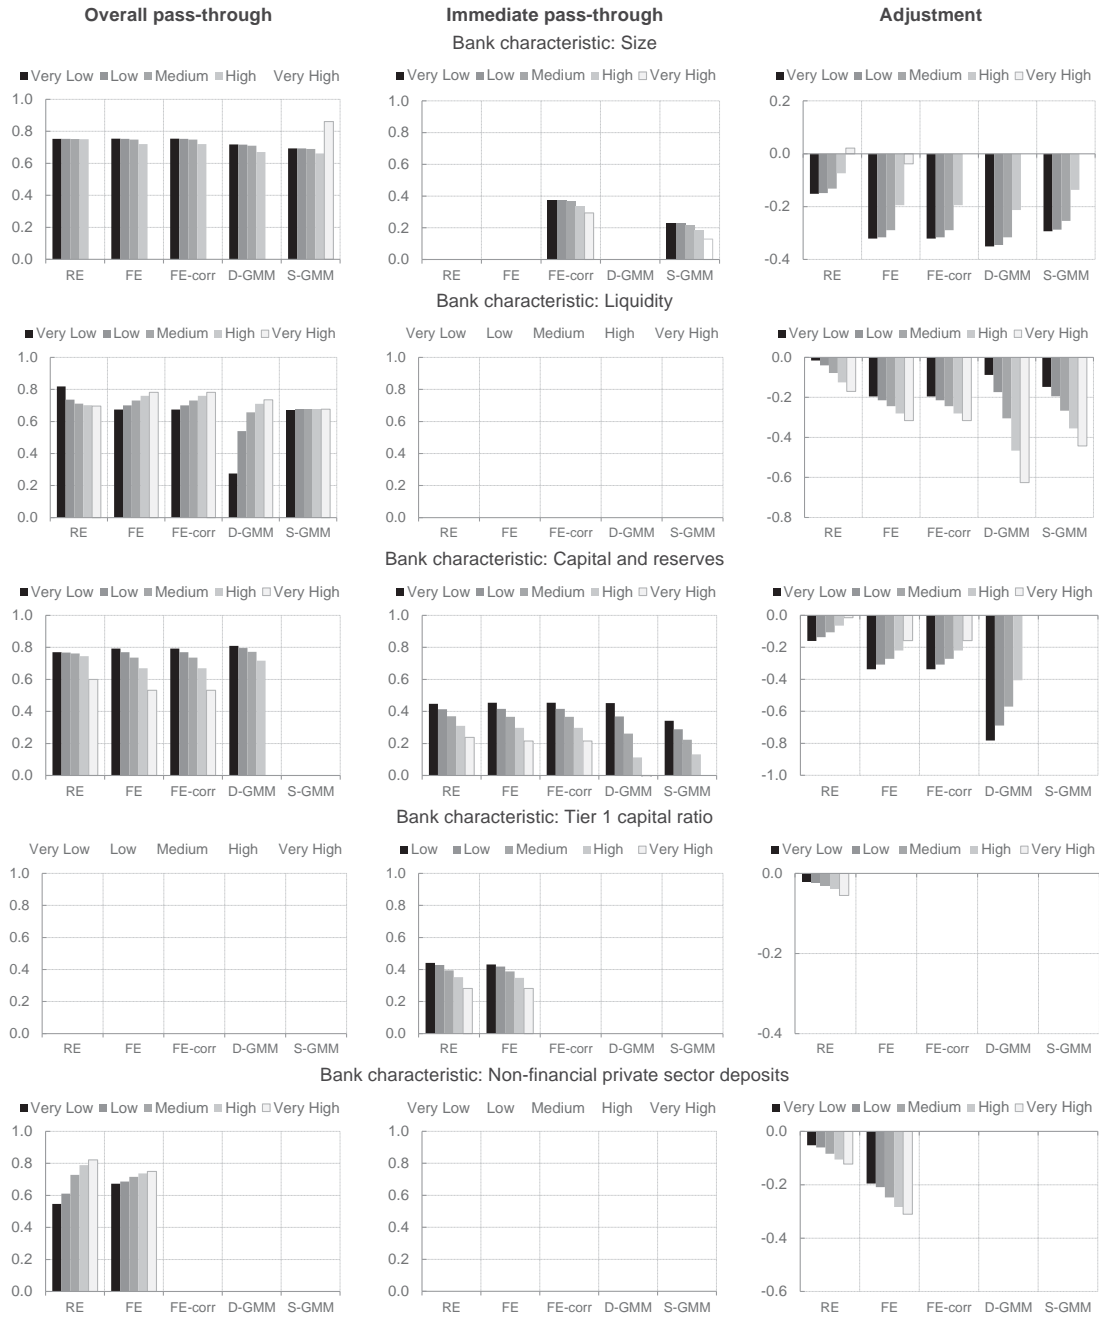 Overall pass-through Immediate pass-through Adjustment
Bank characteristic: Size
Very Low Low Medium High Very High Very Low Low Medium High Very High Very Low Low Medium High Very High
1.0 1.0 0.2
0.8 0.8 0.0
0.6 0.6
0.4 0.4 -0.2
0.2 0.2
0.0 0.0 -0.4
RE FE FE-corr D-GMM S-GMM RE FE FE-corr D-GMM S-GMM RE FE FE-corr D-GMM S-GMM
Bank characteristic: Liquidity
Very Low Low Medium High Very High Very Low Low Medium High Very High Very Low Low Medium High Very High
1.0 1.0 0.0
0.8 0.8 -0.2
0.6 0.6 -0.4
0.4 0.4 -0.6
0.2 0.2
0.0 0.0 -0.8
RE FE FE-corr D-GMM S-GMM RE FE FE-corr D-GMM S-GMM RE FE FE-corr D-GMM S-GMM
Bank characteristic: Capital and reserves
Very Low Low Medium High Very High Very Low Low Medium High Very High Very Low Low Medium High Very High
1.0 1.0 0.0
0.8 0.8 -0.2
0.6 0.6 -0.4
0.4 0.4 -0.6
0.2 0.2 -0.8
0.0 0.0 -1.0
RE FE FE-corr D-GMM S-GMM RE FE FE-corr D-GMM S-GMM RE FE FE-corr D-GMM S-GMM
Bank characteristic: Tier 1 capital ratio
Very Low Low Medium High Very High Low Low Medium High Very High Very Low Low Medium High Very High
1.0 1.0 0.0
0.8 0.8
0.6 0.6 -0.2
0.4 0.4
0.2 0.2
0.0 0.0 -0.4
RE FE FE-corr D-GMM S-GMM RE FE FE-corr D-GMM S-GMM RE FE FE-corr D-GMM S-GMM
Bank characteristic: Non-financial private sector deposits
Very Low Low Medium High Very High Very Low Low Medium High Very High Very Low Low Medium High Very High
1.0 1.0 0.0
0.8 0.8 -0.2
0.6 0.6
0.4 0.4 -0.4
0.2 0.2
0.0 0.0 -0.6
RE FE FE-corr D-GMM S-GMM RE FE FE-corr D-GMM S-GMM RE FE FE-corr D-GMM S-GMM